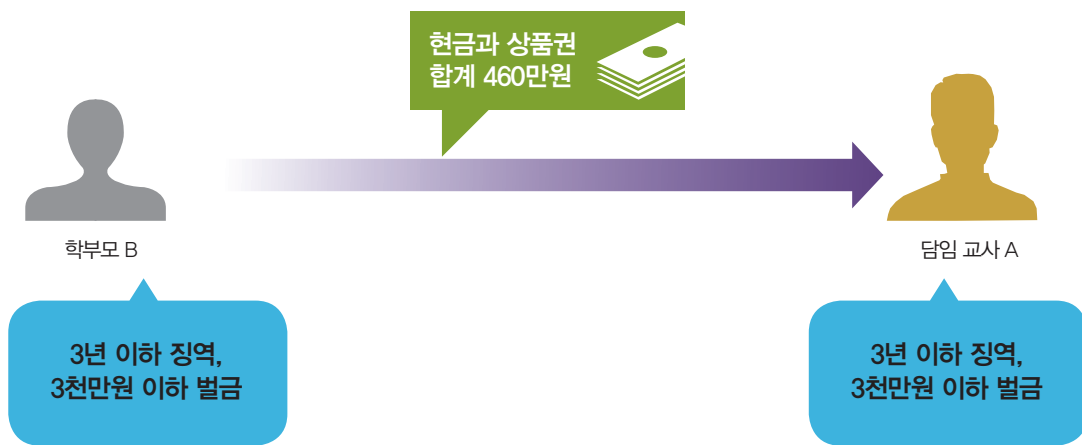 현금과 상품권
합계 460만원
학부모 B
담임 교사 A
3년 이하 징역,
3천만원 이하 벌금
3년 이하 징역,
3천만원 이하 벌금